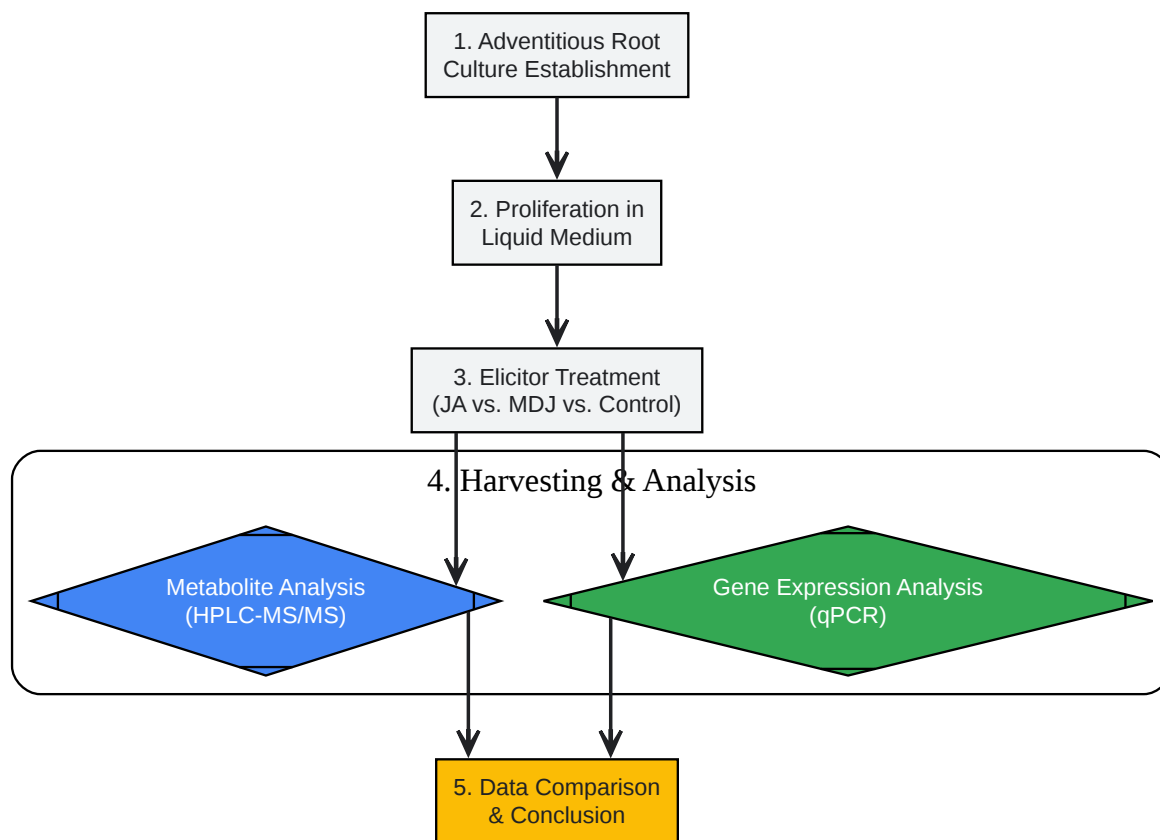 1. Adventitious Root
Culture Establishment
2. Proliferation in
Liquid Medium
3. Elicitor Treatment
(JA vs. MDJ vs. Control)
4. Harvesting & Analysis
Metabolite Analysis
(HPLC-MS/MS)
Gene Expression Analysis
(qPCR)
5. Data Comparison
& Conclusion